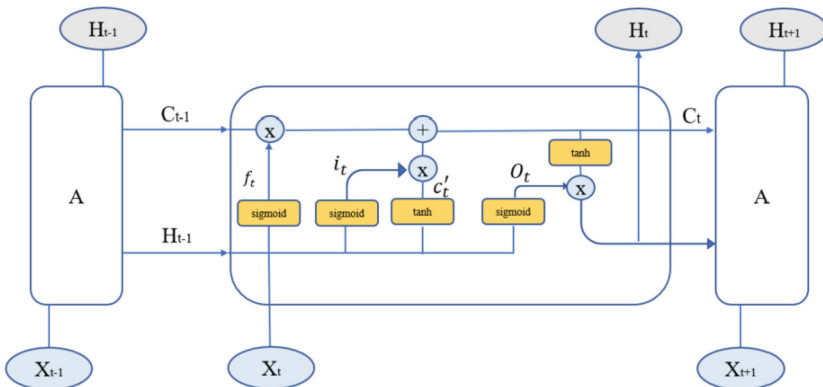 Ht-1
Ht
Ht+1
Ct-1
x
+
Ct
it
x
tanh
Ot
A
ft
c't
x
A
sigmoid
sigmoid
tanh
sigmoid
Ht-1
Xt-1
Xt
Xt+1